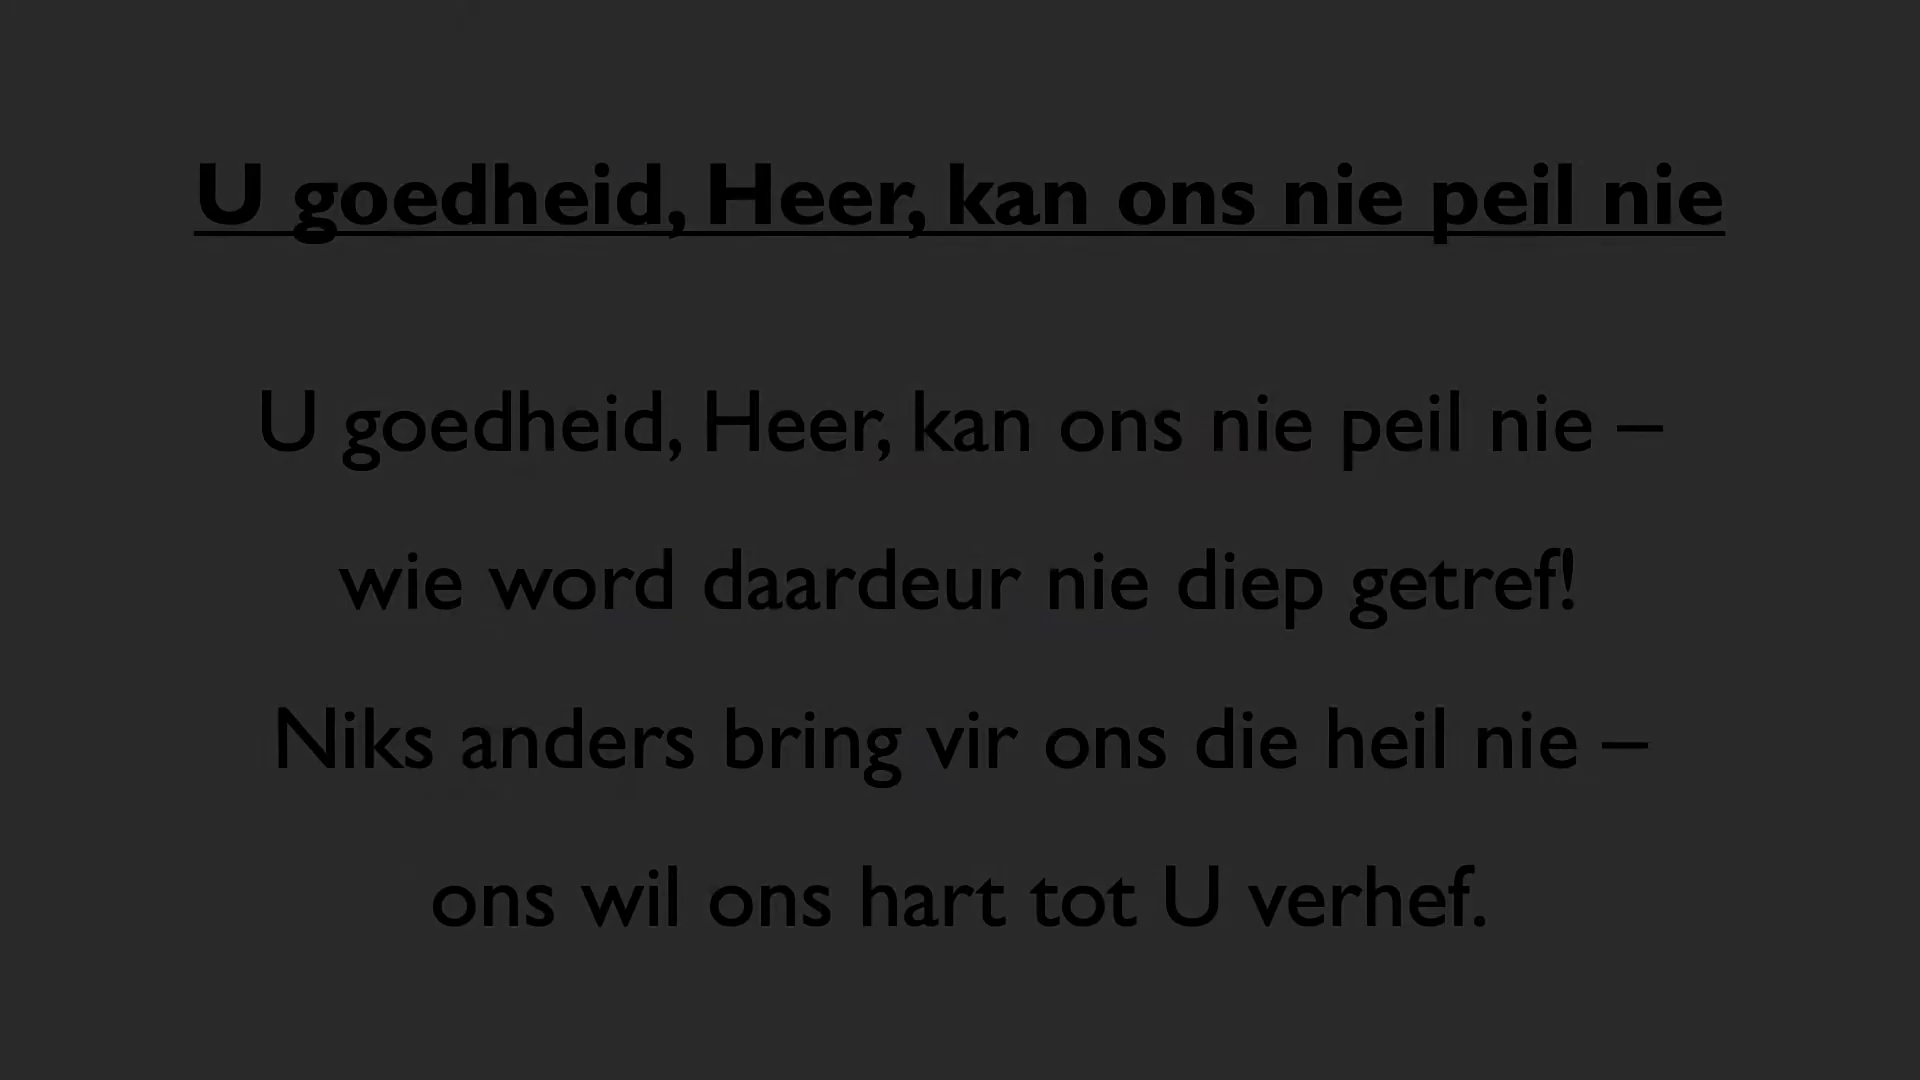 U goedheid, Heer, kan ons nie peil nie
U goedheid, Heer, kan ons nie peil nie –
wie word daardeur nie diep getref!
Niks anders bring vir ons die heil nie –
ons wil ons hart tot U verhef.